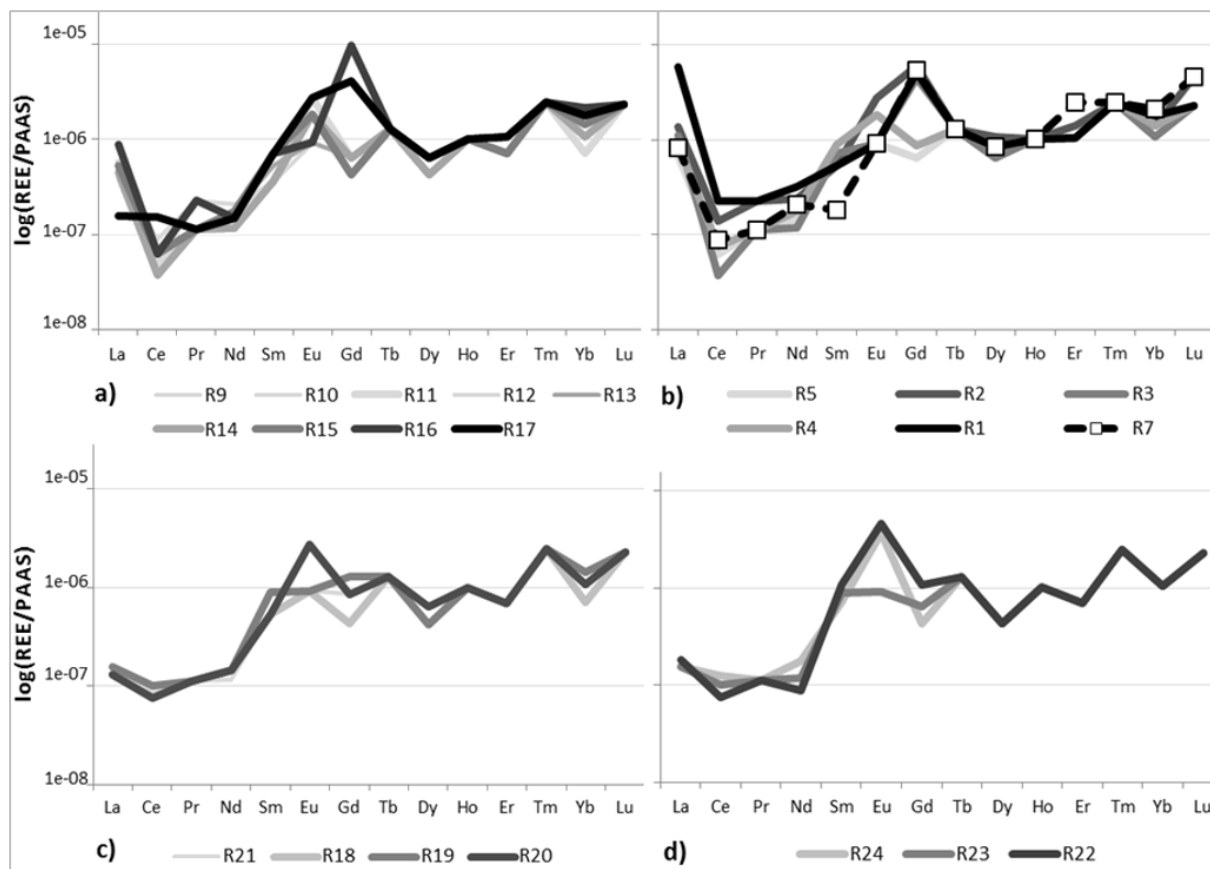 log(REE/PAAS)
1e-05
1e-06
1e-07
1e-08
La Ce Pr Nd Sm Eu Gd Tb Dy Ho Er Tm Yb Lu
a)
R9 R10 R11 R12 R13
R14 R15 R16 R17
La Ce Pr Nd Sm Eu Gd Tb Dy Ho Er Tm Yb Lu
b)
R5 R2 R3
R4 R1 R7
log(REE/PAAS)
1e-05
1e-06
1e-07
1e-08
La Ce Pr Nd Sm Eu Gd Tb Dy Ho Er Tm Yb Lu
c)
R21 R18 R19 R20
La Ce Pr Nd Sm Eu Gd Tb Dy Ho Er Tm Yb Lu
d)
R24 R23 R22